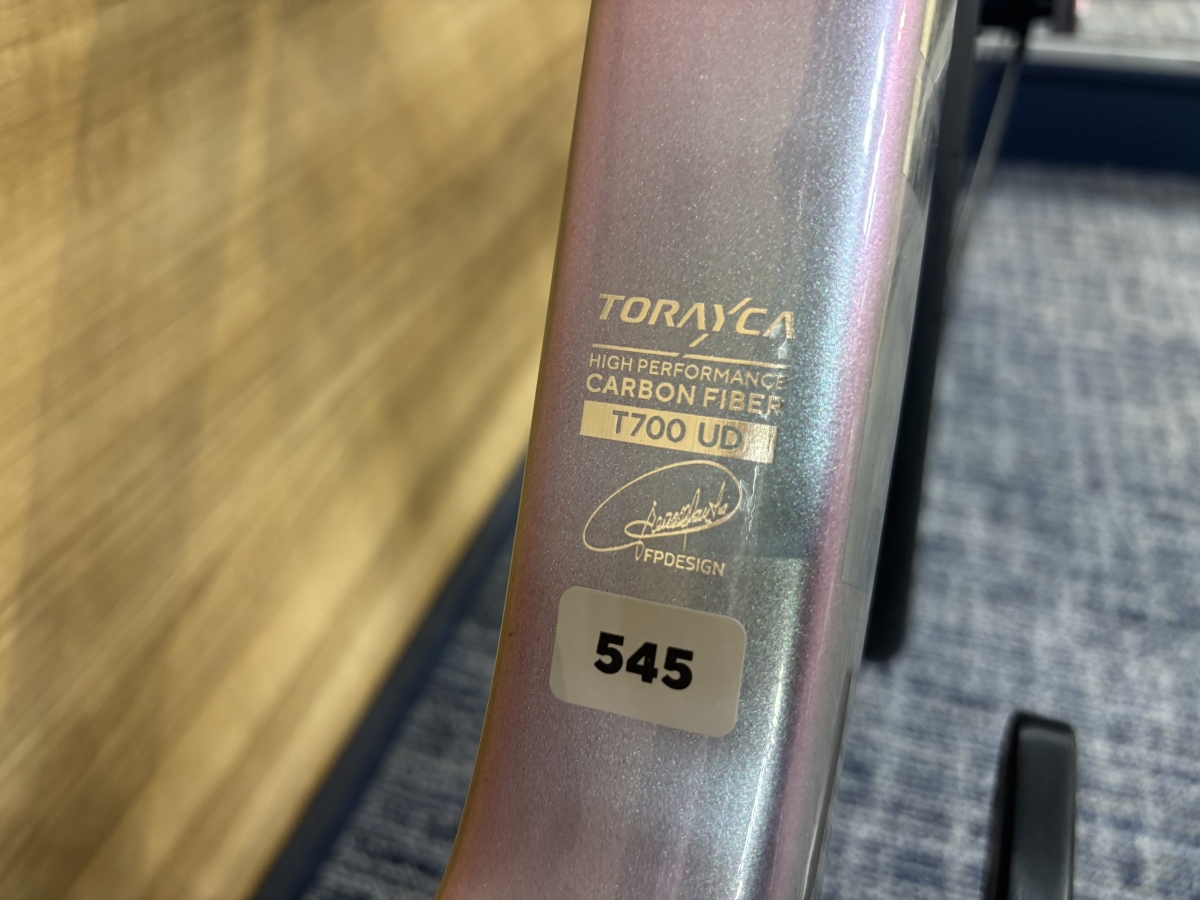 TORAYCA
HIGH PERFORMANCE
CARBON FIBER
T700 UD
FPDESIGN
545